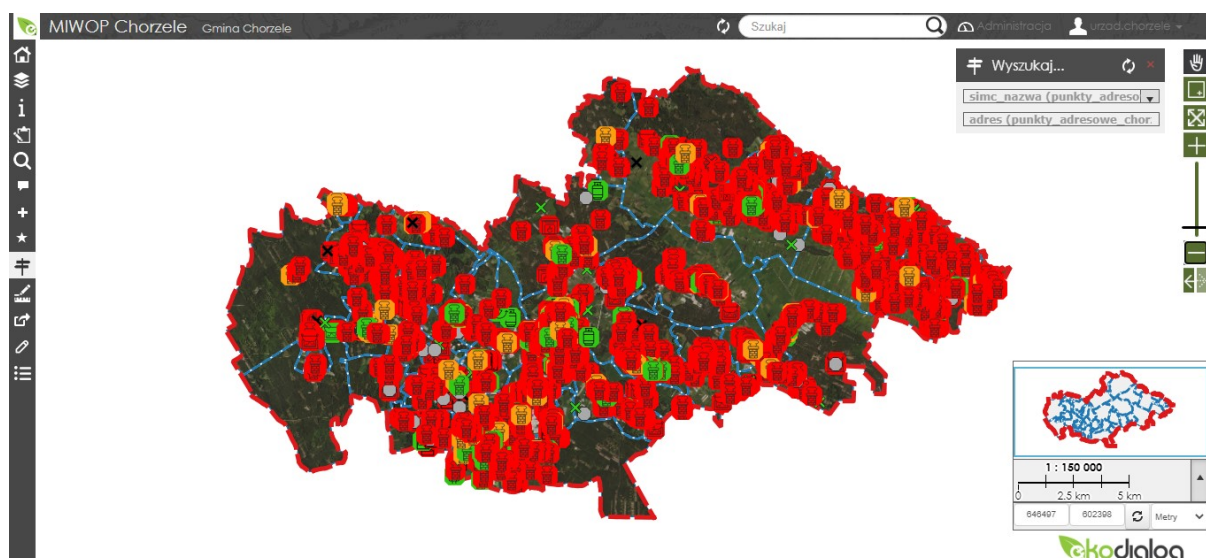 MIWOP Chorzele Gmina Chorzele
Szukaj
Administracja
urzad.chorzele
Wyszukaj...
simc_nazwa (punkty_adreso
adres (punkty_adresowe_chor.
1 : 150 000
0 2.5 km 5 km
646497 602398 Metry
ekodialog